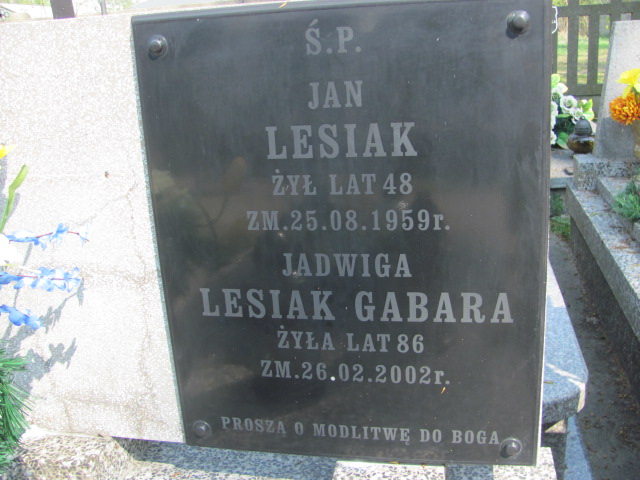 Ś.P.
JAN
LESIAK
ŻYŁ LAT 48
ZM.25.08.1959r.
JADWIGA
LESIAK GABARA
ŻYŁA LAT 86
ZM.26.02.2002r.
PROSZĄ O MODLITWĘ DO BOGA